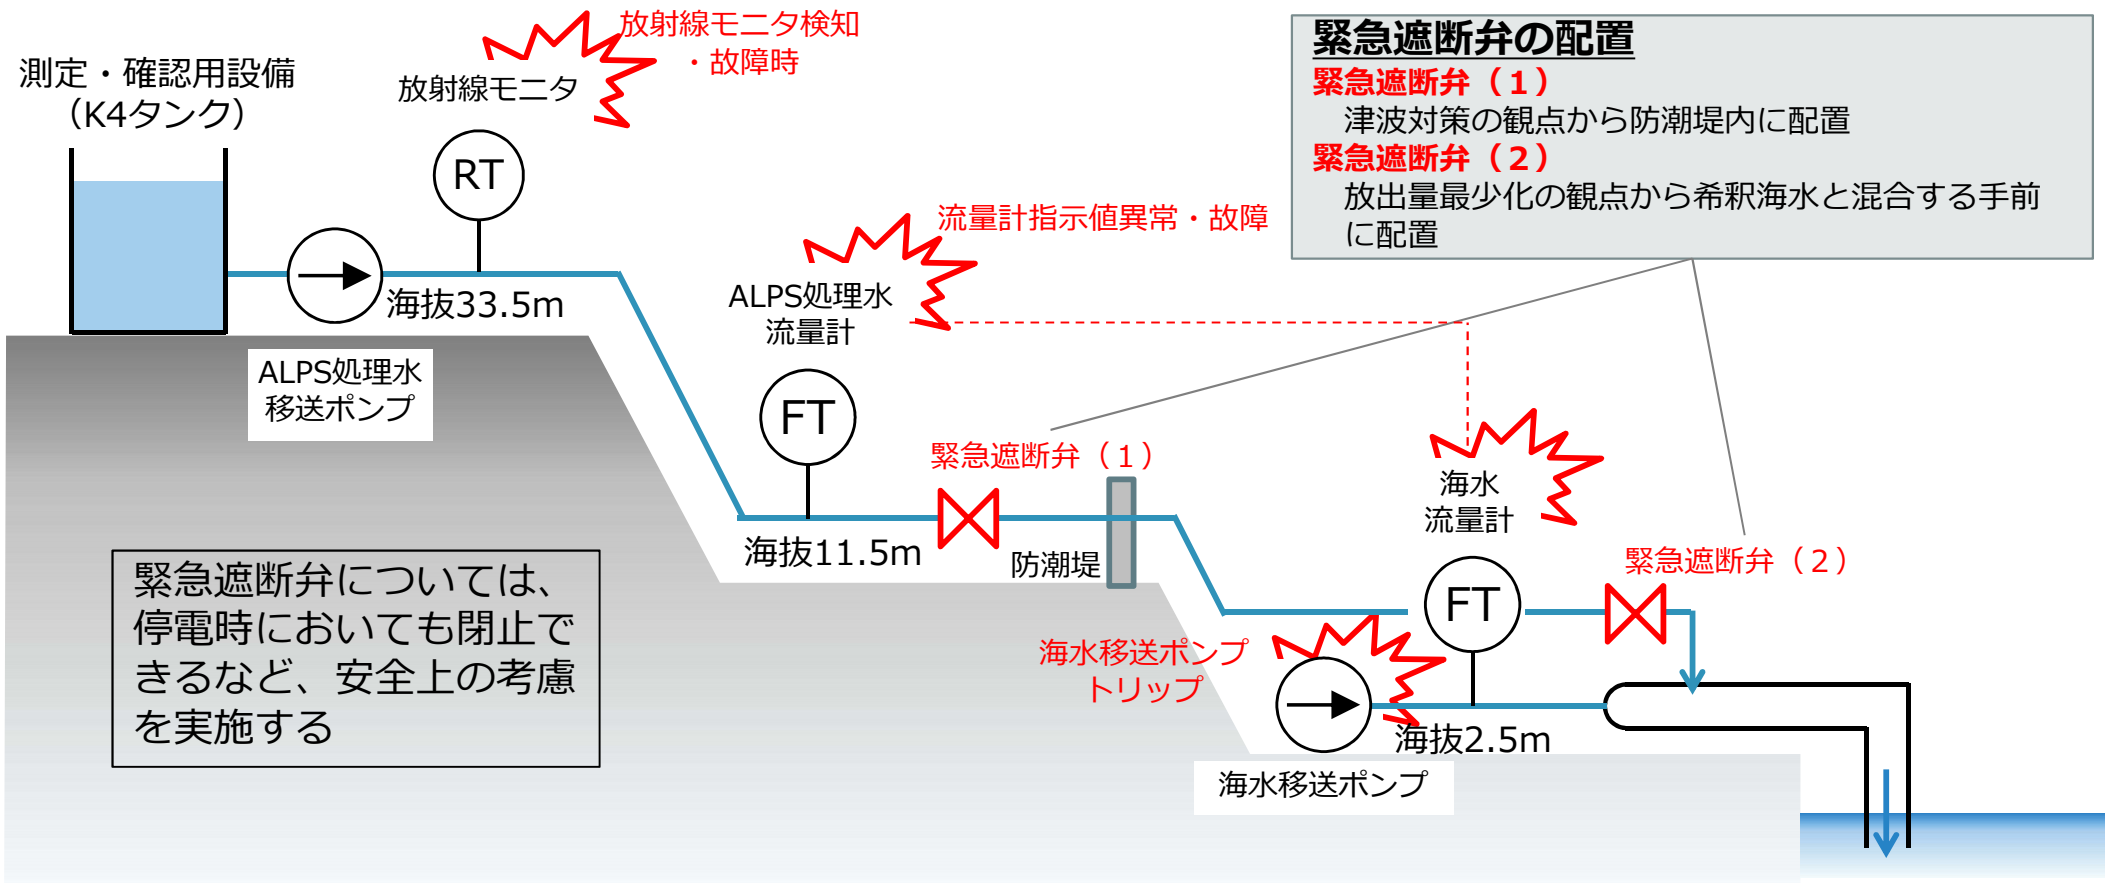 測定・確認用設備
（K4タンク）
放射線モニタ検知
・故障時
放射線モニタ
RT
海抜33.5m
ALPS処理水
移送ポンプ
流量計指示値異常・故障
ALPS処理水
流量計
FT
緊急遮断弁（１）
海抜11.5m
防潮堤
緊急遮断弁の配置
緊急遮断弁（１）
津波対策の観点から防潮堤内に配置
緊急遮断弁（２）
放出量最少化の観点から希釈海水と混合する手前
に配置
海水
流量計
FT
緊急遮断弁（２）
海水移送ポンプ
トリップ
海抜2.5m
海水移送ポンプ
緊急遮断弁については、
停電時においても閉止で
きるなど、安全上の考慮
を実施する